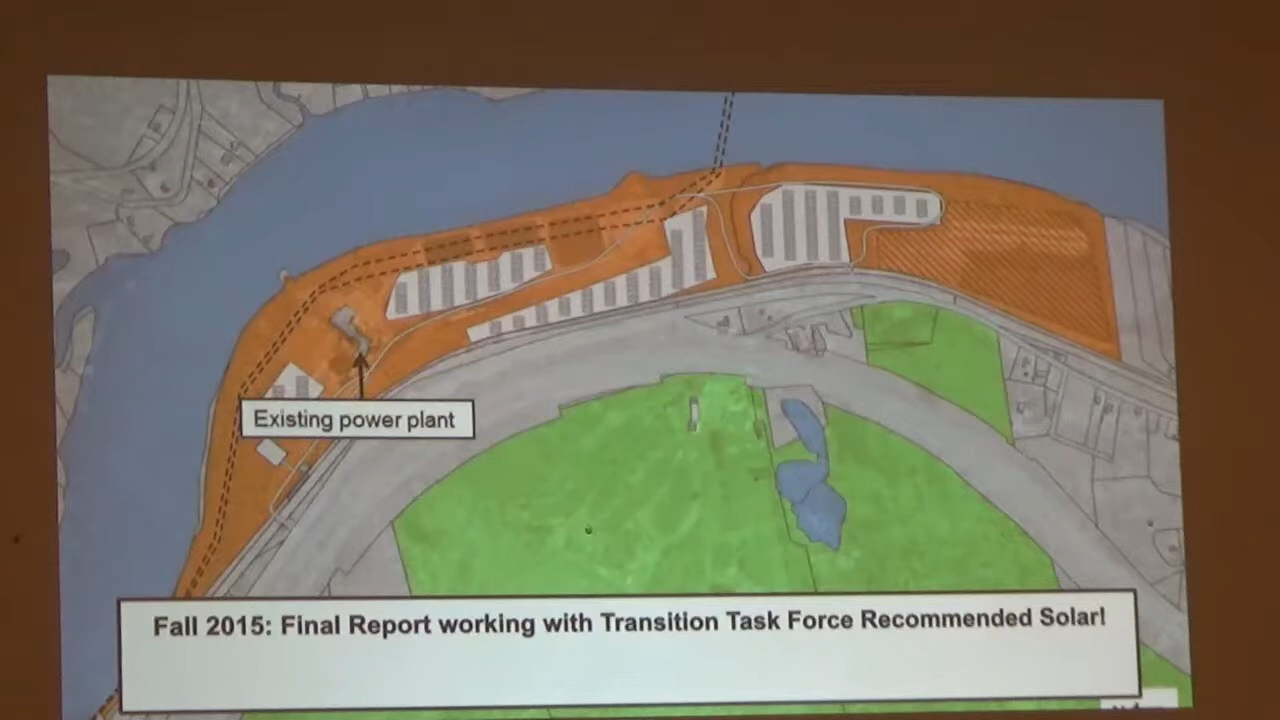 Existing power plant
Fall 2015: Final Report working with Transition Task Force Recommended Solar!